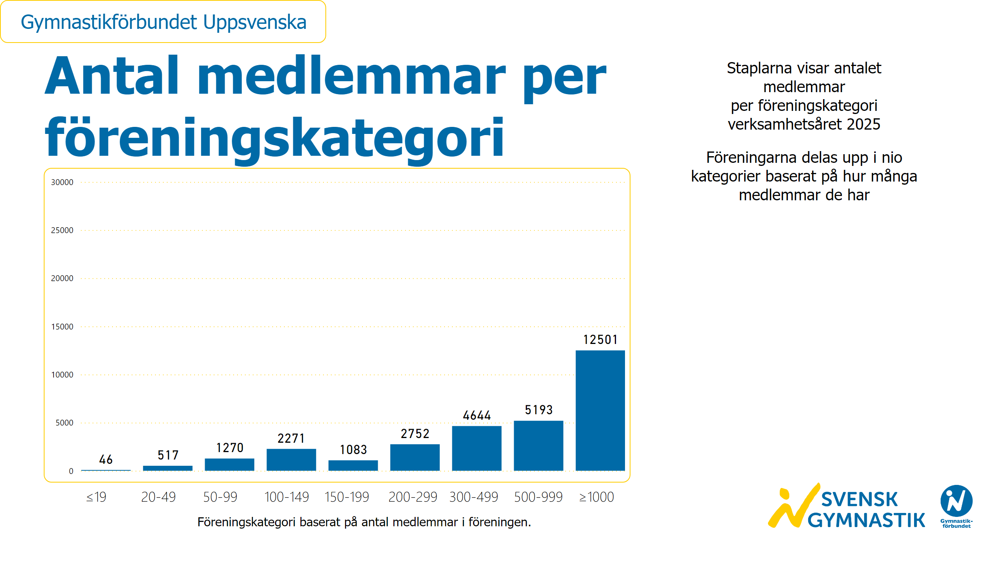 Gymnastikförbundet Uppsvenska
Antal medlemmar per
föreningskategori
Staplarna visar antalet
medlemmar
per föreningskategori
verksamhetsåret 2025
Föreningarna delas upp i nio
kategorier baserat på hur många
medlemmar de har
30000
25000
20000
15000
10000
5000
0
46
517
1270
2271
1083
2752
4644
5193
12501
≤19
20-49
50-99
100-149
150-199
200-299
300-499
500-999
≥1000
Föreningskategori baserat på antal medlemmar i föreningen.
SVENSK
GYMNASTIK
Gymnastik-
förbundet